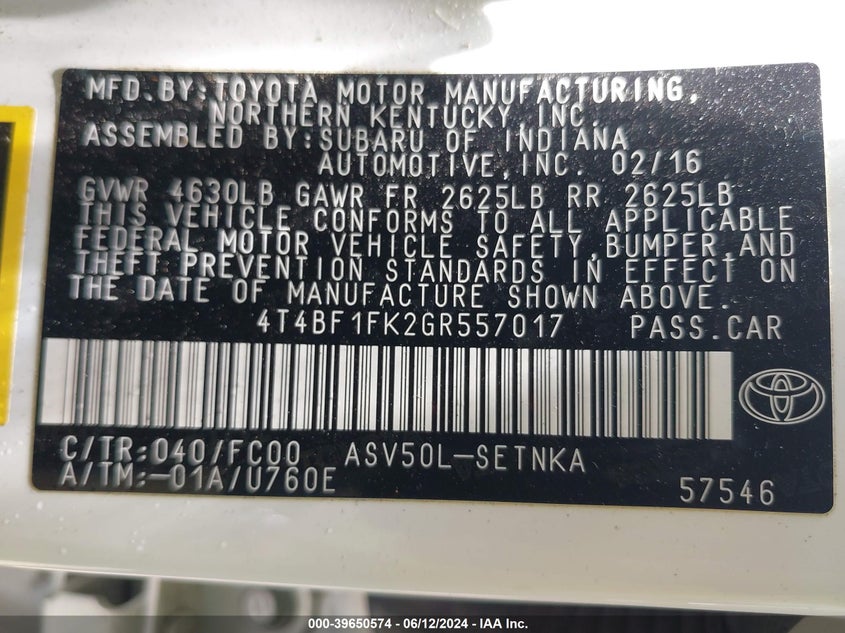 MFD.BY:TOYOTA MOTOR MANUFACTURING,
NORTHERN KENTUCKY INC.
ASSEMBLED BY:SUBARU OF INDIANA
AUTOMOTIVE,INC. 02/16
GVWR 4630LB GAWR FR 2625LB RR 2625LB
THIS VEHICLE CONFORMS TO ALL APPLICABLE
FEDERAL MOTOR VEHICLE SAFETY,BUMPER,AND
THEFT PREVENTION STANDARDS IN EFFECT ON
THE DATE OF MANUFACTURE SHOWN ABOVE.
4T4BF1FK2GR557017 PASS.CAR
C/TR:040/FC00 ASV50L-SETNKA
A/TM:-01A/U760E
57546
000-39650574 - 06/12/2024 - IAA Inc.